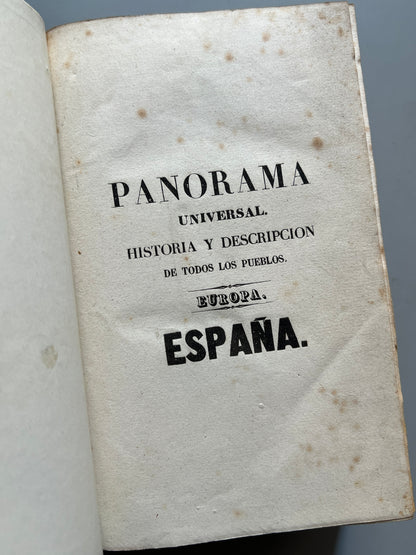 PANORAMA
UNIVERSAL.
HISTORIA Y DESCRIPCION
DE TODOS LOS PUEBLOS.
EUROPA.
ESPAÑA.